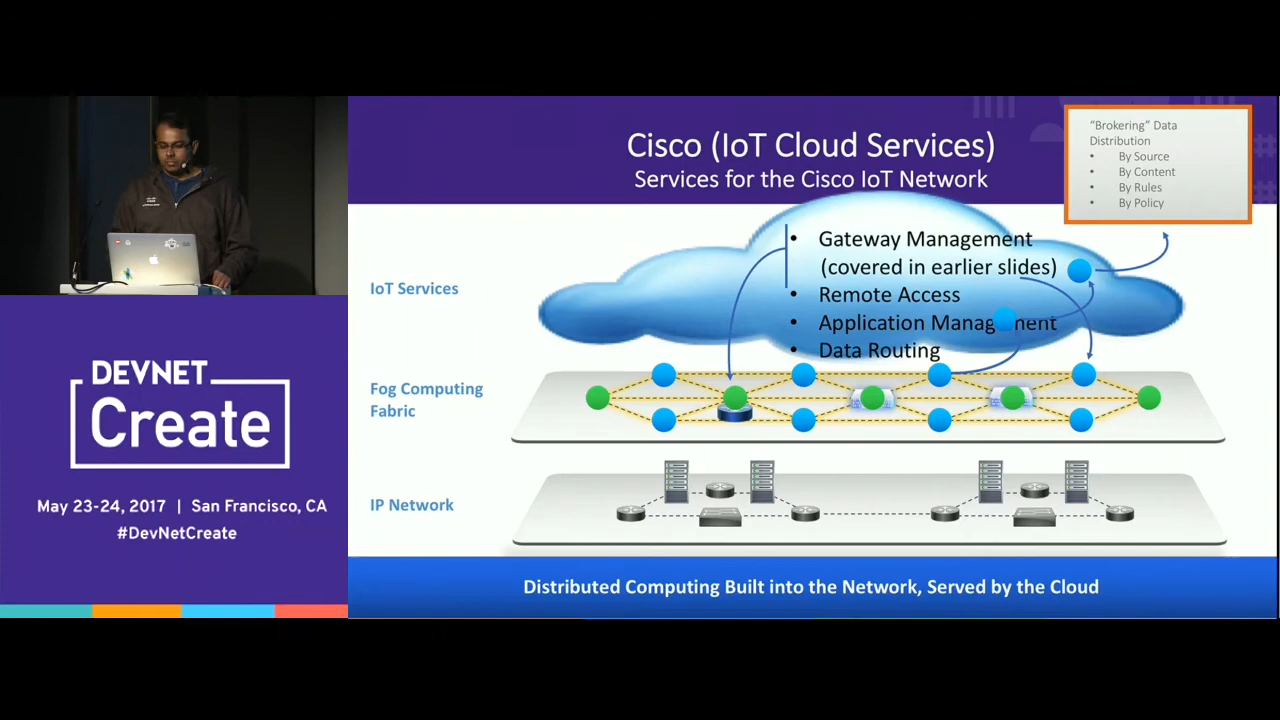 Cisco (IoT Cloud Services)
Services for the Cisco IoT Network
“Brokering” Data
Distribution
• By Source
• By Content
• By Rules
• By Policy
• Gateway Management
(covered in earlier slides)
• Remote Access
• Application Management
• Data Routing
IoT Services
Fog Computing
Fabric
IP Network
Distributed Computing Built into the Network, Served by the Cloud
DEVNET
Create
May 23-24, 2017 | San Francisco, CA
#DevNetCreate